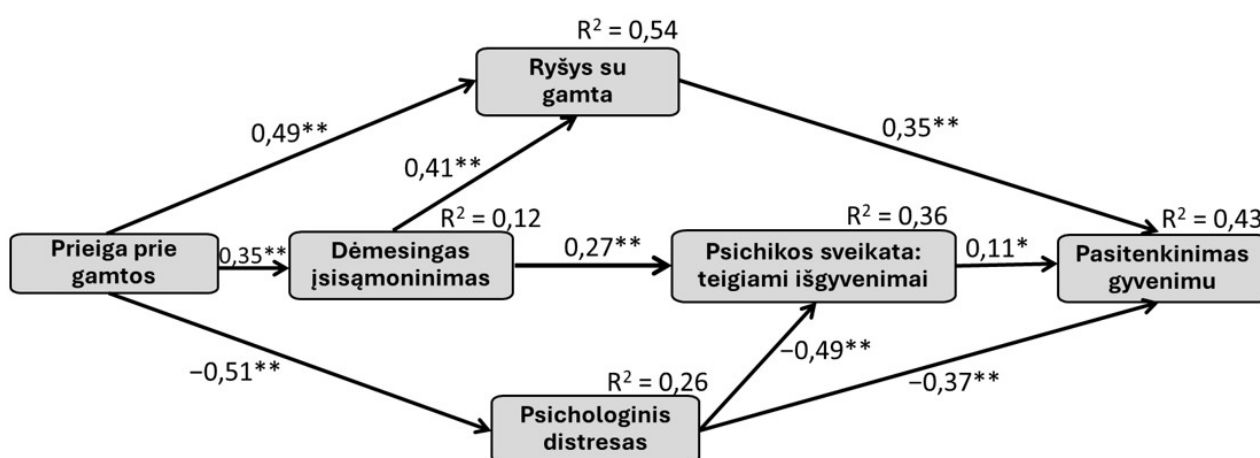 R² = 0,54
Ryšys su
gamta
0,49**
0,35**
0,41**
R² = 0,12
R² = 0,36
R² = 0,43
Prieiga prie
gamtos
0,35**
Dėmesingas
įsisąmoninimas
0,27**
Psichikos sveikata:
teigiami išgyvenimai
0,11*
Pasitenkinimas
gyvenimu
−0,51**
−0,49**
−0,37**
R² = 0,26
Psichologinis
distresas